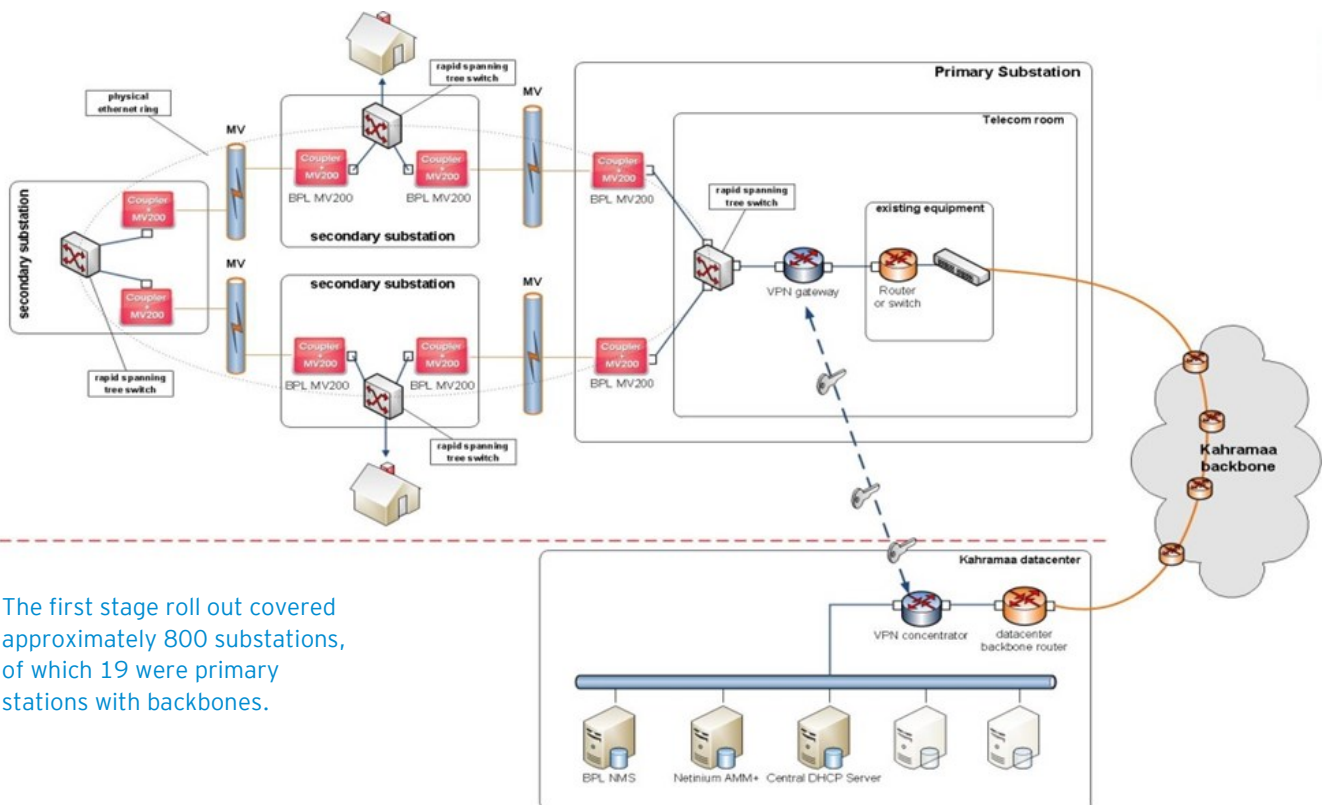 rapid spanning
tree switch
Primary Substation
physical
ethernet ring
MV
MV
Telecom room
MV
Coupler
+
MV200
BPL MV200
Coupler
+
MV200
BPL MV200
Coupler
+
MV200
BPL MV200
rapid spanning
tree switch
existing equipment
secondary substation
Coupler
+
MV200
secondary substation
Coupler
+
MV200
MV
secondary substation
MV
VPN gateway
Router
or switch
Coupler
+
MV200
BPL MV200
Coupler
+
MV200
BPL MV200
Coupler
+
MV200
BPL MV200
rapid spanning
tree switch
rapid spanning
tree switch
Kahramaa
backbone
Kahramaa datacenter
The first stage roll out covered
approximately 800 substations,
of which 19 were primary
stations with backbones.
VPN concentrator
datacenter
backbone router
BPL NMS
Netinium AMM+
Central DHCP Server